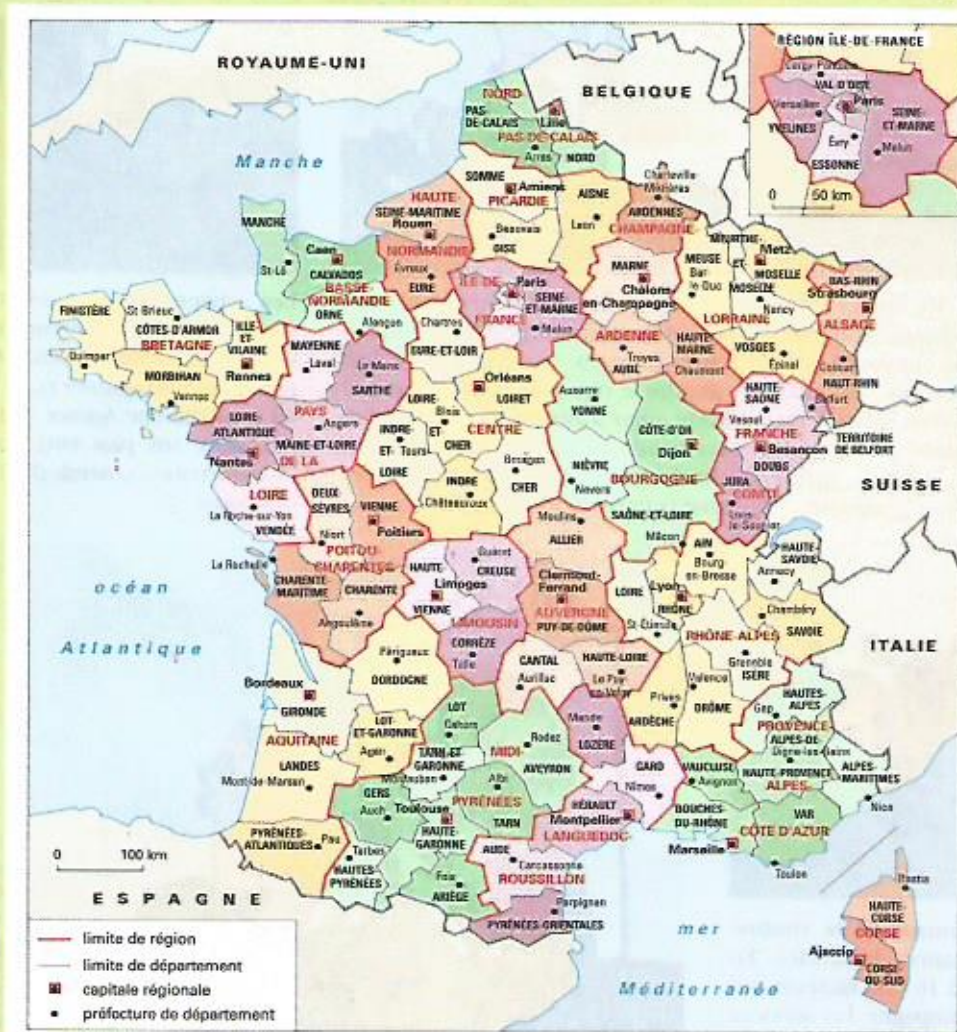 ROYAUME-UNI
BELGIQUE
SUISSE
ITALIE
ESPAGNE
Manche
océan
Atlantique
mer
Méditerranée
RÉGION ÎLE-DE-FRANCE
VAL D'OISE
Versailles
Paris
SEINE-
ET-MARNE
YVELINES
Évry
ESSONNE
Melun
0 50 km
NORD
PAS-
DE-CALAIS
Lille
PAS-DE-CALAIS
Arras
NORD
SOMME
Amiens
PICARDIE
AISNE
Laon
Beauvais
OISE
Charleville-
Mézières
ARDENNES
CHAMPAGNE-
MARNE
Châlons-
en-Champagne
ARDENNE
Troyes
AUBE
HAUTE-
MARNE
Chaumont
HAUTE-
SEINE-MARITIME
Rouen
NORMANDIE
Évreux
EURE
MANCHE
St-Lô
Caen
CALVADOS
BASSE-
NORMANDIE
ORNE
Alençon
ÎLE-DE-
FRANCE
Paris
SEINE-
ET-MARNE
Melun
MEURTHE-
ET-
MOSELLE
MEUSE
Bar-
le-Duc
Metz
MOSELLE
Nancy
LORRAINE
VOSGES
Épinal
BAS-RHIN
Strasbourg
ALSACE
Colmar
HAUT-RHIN
FINISTÈRE
St Brieuc
CÔTES-D'ARMOR
BRETAGNE
ILLE-
ET-
VILAINE
Quimper
MORBIHAN
Rennes
Vannes
MAYENNE
Laval
Le Mans
SARTHE
PAYS
LOIRE-
ATLANTIQUE
Angers
MAINE-ET-LOIRE
Nantes
DE LA
LOIRE
La Roche-sur-Yon
VENDÉE
Chartres
EURE-ET-LOIR
Orléans
LOIRET
LOIRE-
Blois
ET-
CHER
CENTRE
INDRE-
ET-
Tours
LOIRE
Bourges
CHER
INDRE
Châteauroux
Auxerre
YONNE
CÔTE-D'OR
Dijon
NIÈVRE
Nevers
BOURGOGNE
SAÔNE-ET-LOIRE
Mâcon
HAUTE-
SAÔNE
Vesoul
Belfort
FRANCHE-
Besançon
DOUBS
TERRITOIRE
DE BELFORT
JURA
COMTÉ
Lons-
le-Saunier
DEUX-
SÈVRES
VIENNE
Poitiers
Niort
POITOU-
CHARENTES
La Rochelle
CHARENTE-
MARITIME
CHARENTE
Angoulême
HAUTE-
VIENNE
Limoges
Guéret
CREUSE
LIMOUSIN
CORRÈZE
Tulle
Moulins
ALLIER
Clermont-
Ferrand
AUVERGNE
PUY-DE-DÔME
CANTAL
Aurillac
HAUTE-LOIRE
Le Puy-
en-Velay
AIN
Bourg-
en-Bresse
HAUTE-
SAVOIE
Annecy
LOIRE
Lyon
RHÔNE
St-Étienne
Chambéry
SAVOIE
RHÔNE-ALPES
Grenoble
ISÈRE
Valence
Privas
DRÔME
ARDÈCHE
Périgueux
DORDOGNE
Bordeaux
GIRONDE
LOT-
ET-GARONNE
AQUITAINE
Agen
LANDES
Mont-de-Marsan
PYRÉNÉES-
ATLANTIQUES
Pau
LOT
Cahors
Rodez
MIDI-
AVEYRON
TARN-ET-
GARONNE
Montauban
Albi
GERS
Auch
Toulouse
PYRÉNÉES
TARN
HAUTE-
GARONNE
Tarbes
HAUTES-
PYRÉNÉES
Foix
ARIÈGE
Mende
LOZÈRE
GARD
Nîmes
HÉRAULT
Montpellier
LANGUEDOC-
AUDE
Carcassonne
ROUSSILLON
Perpignan
PYRÉNÉES-ORIENTALES
HAUTES-
ALPES
Gap
PROVENCE-
ALPES-DE-
Digne-les-Bains
HAUTE-PROVENCE
VAUCLUSE
Avignon
ALPES-
MARITIMES
ALPES-
Nice
BOUCHES-
DU-RHÔNE
VAR
CÔTE D'AZUR
Marseille
Toulon
Bastia
HAUTE-
CORSE
CORSE
Ajaccio
CORSE-
DU-SUD
0 100 km
limite de région
limite de département
capitale régionale
préfecture de département